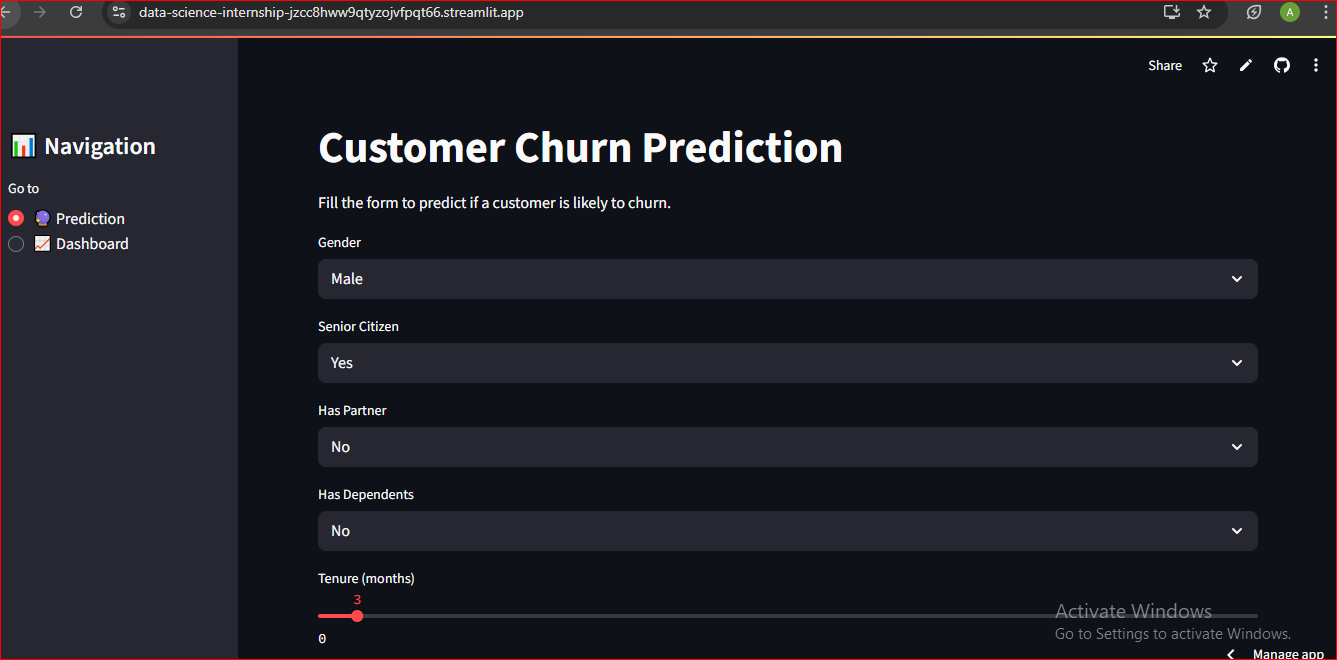 data-science-internship-jzcc8hww9qtyzojvfpqt66.streamlit.app
A
Share
Navigation
Go to
Prediction
Dashboard
Customer Churn Prediction
Fill the form to predict if a customer is likely to churn.
Gender
Male
Senior Citizen
Yes
Has Partner
No
Has Dependents
No
Tenure (months)
3
0
Activate Windows
Go to Settings to activate Windows.
Manage app